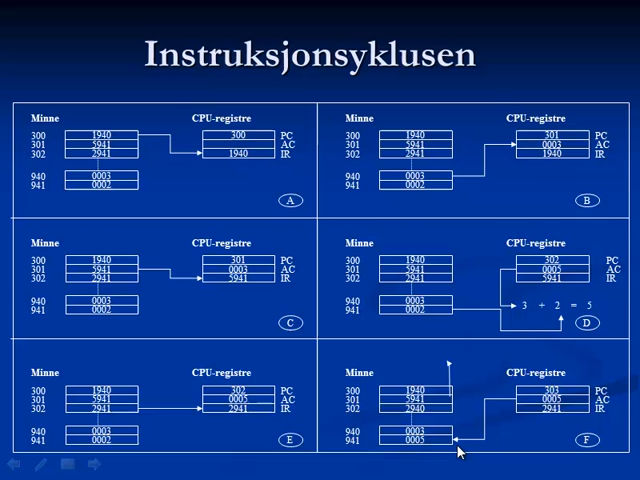 Instruksjonsyklusen
Minne CPU-registre
300 1940 300 PC
301 5941 AC
302 2941 1940 IR
940 0003
941 0002
A
Minne CPU-registre
300 1940 301 PC
301 5941 0003 AC
302 2941 1940 IR
940 0003
941 0002
B
Minne CPU-registre
300 1940 301 PC
301 5941 0003 AC
302 2941 5941 IR
940 0003
941 0002
C
Minne CPU-registre
300 1940 302 PC
301 5941 0005 AC
302 2941 5941 IR
940 0003
3 + 2 = 5
941 0002
D
Minne CPU-registre
300 1940 302 PC
301 5941 0005 AC
302 2941 2941 IR
940 0003
941 0002
E
Minne CPU-registre
300 1940 303 PC
301 5941 0005 AC
302 2940 2941 IR
940 0003
941 0005
F